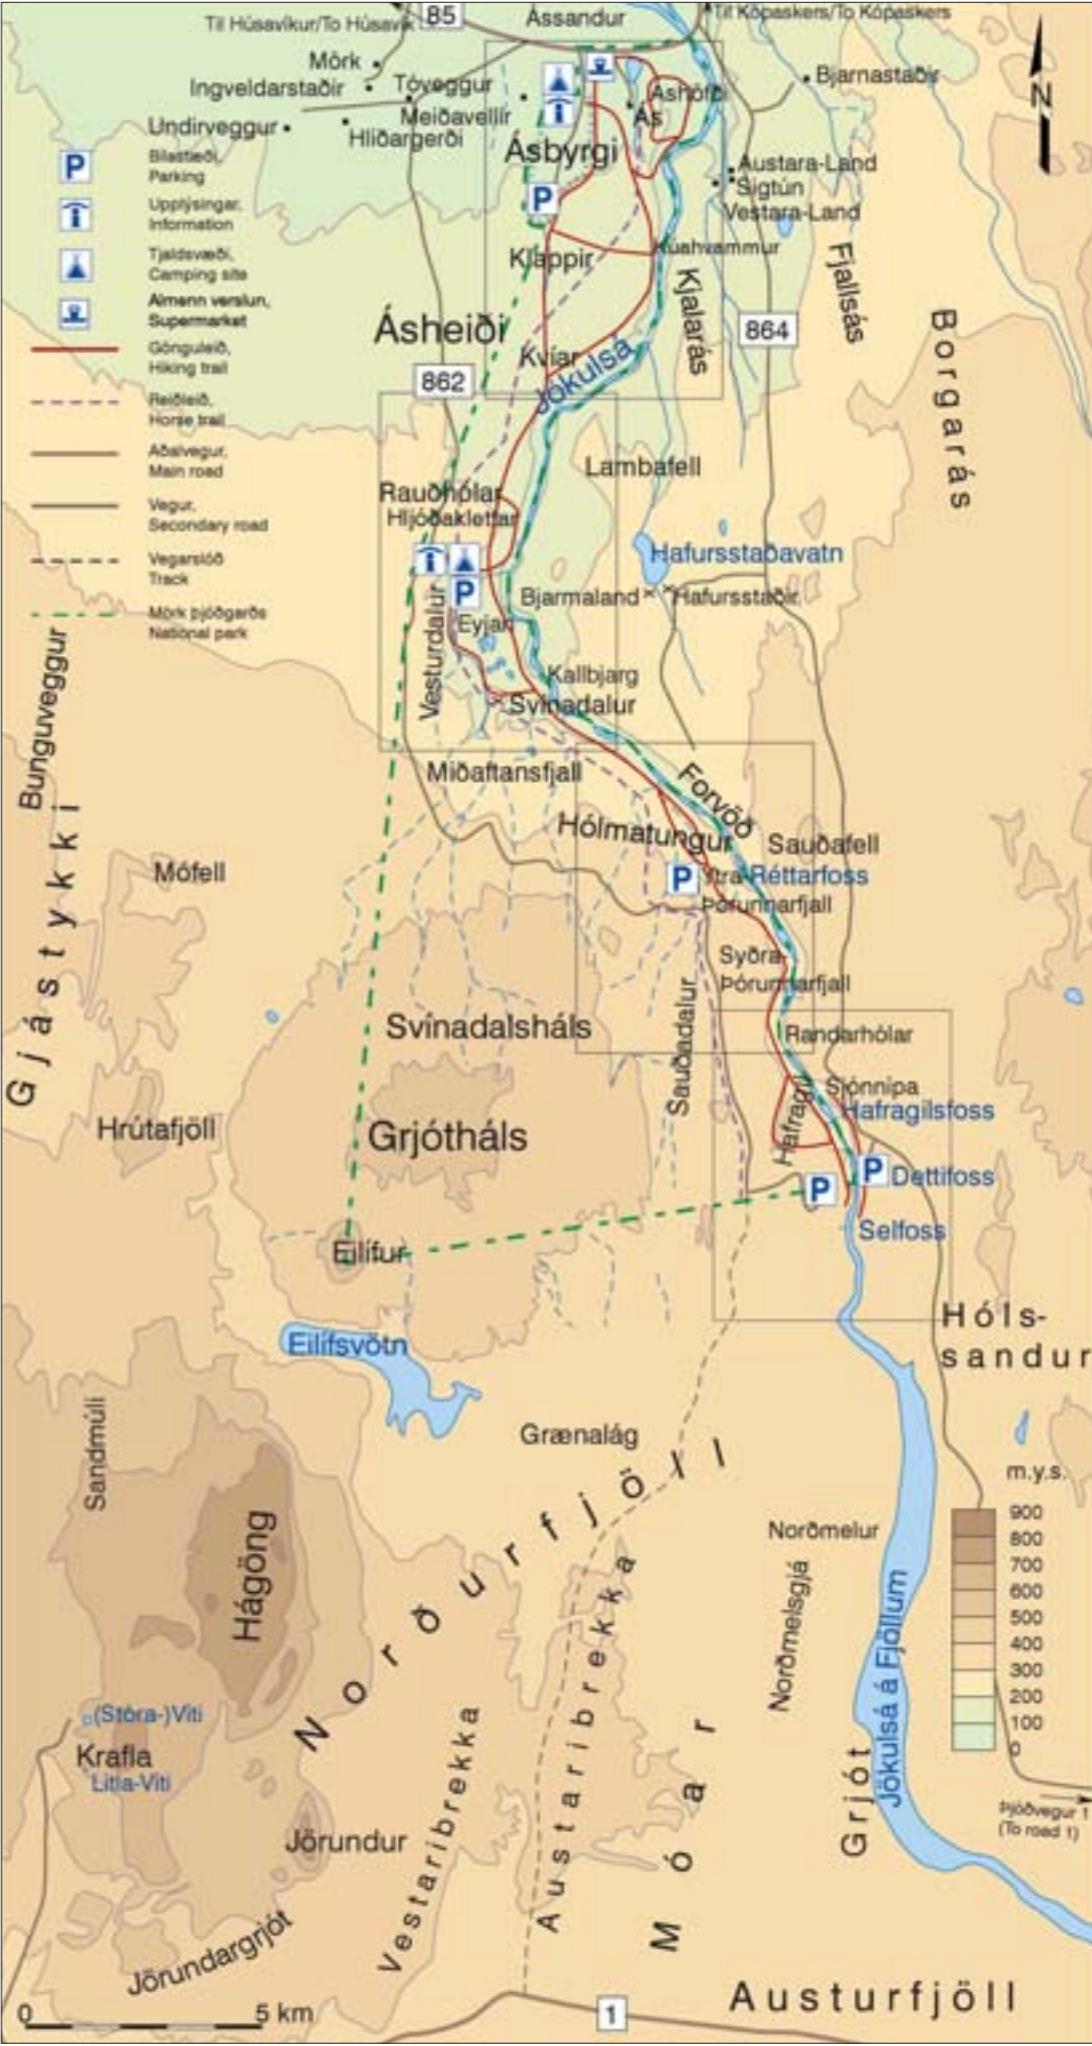 Til Húsavíkur/To Húsavík
85
Ássandur
Til Kópaskers/To Kópaskers
Mörk
Ingveldarstaðir
Tóveggur
Meiðavellir
Undirveggur
Hlíðargerði
Ásbyrgi
Áshöfði
Ás
Bjarnastaðir
N
P
Bílastæði,
Parking
Upplýsingar,
Information
Tjaldsvæði,
Camping site
Almenn verslun,
Supermarket
Gönguleið,
Hiking trail
Reiðleið,
Horse trail
Aðalvegur,
Main road
Vegur,
Secondary road
Vegarslóð
Track
Mörk þjóðgarðs
National park
P
Austara-Land
Sigtún
Vestara-Land
Klappir
Kúahvammur
Ásheiði
Kjalarás
864
Fjallsás
Borgarás
Kvíar
Jökulsá
862
Lambafell
Rauðhólar
Hljóðaklettar
Hafursstaðavatn
P
Bjarmaland
Hafursstaðir
Eyjan
Vesturdalur
Kallbjarg
Svínadalur
Bunguveggur
Gjástykki
Miðaftansfjall
Forvöð
Hólmatungur
Sauðafell
Mófell
P
Ytra-Réttarfoss
Þórunnarfjall
Syðra-
Þórunnarfjall
Svínadalsháls
Sauðadalur
Randarhólar
Sjónnípa
Hafragil
Hafragilsfoss
Hrútafjöll
Grjótháls
P
P
Dettifoss
Selfoss
Eilífur
Hóls-
sandur
Eilífsvötn
Sandmúli
Grænalág
Norðurfjöll
Hágöng
Norðmelur
Norðmelsgjá
m.y.s.
900
800
700
600
500
400
300
200
100
0
Austaribrekka
Vestaribrekka
Móar
Grjót
Jökulsá á Fjöllum
(Stóra-)Víti
Krafla
Litla-Víti
Jörundur
Jörundargrjót
Þjóðvegur 1
(To road 1)
0
5 km
1
Austurfjöll